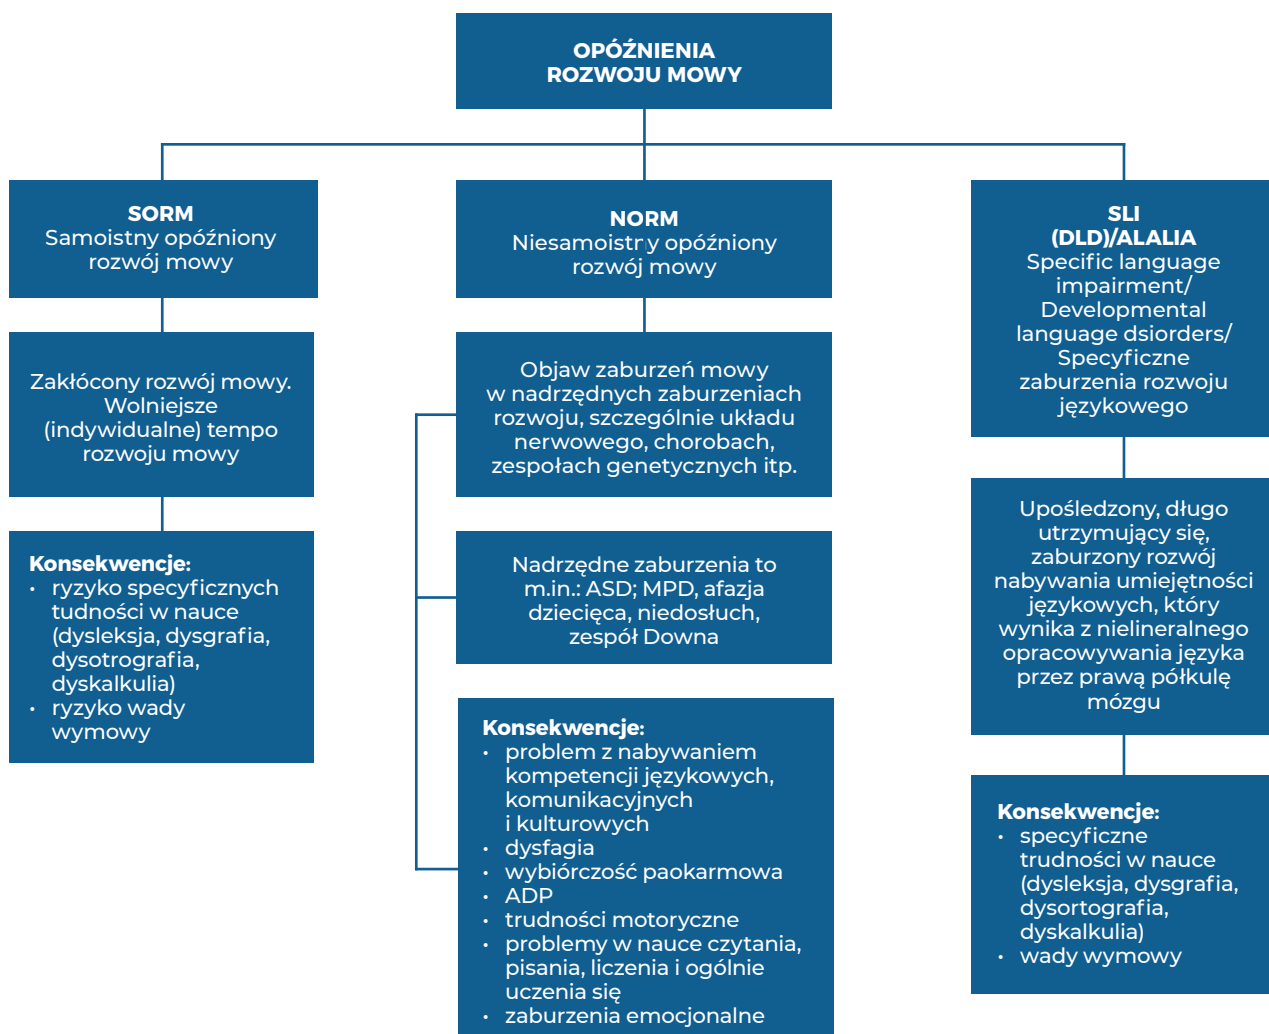 OPÓŹNIENIA
ROZWOJU MOWY
SORM
Samoistny opóźniony
rozwój mowy
Zakłócony rozwój mowy.
Wolniejsze
(indywidualne) tempo
rozwoju mowy
Konsekwencje:
• ryzyko specyficznych
tudności w nauce
(dysleksja, dysgrafia,
dysotrografia,
dyskalkulia)
• ryzyko wady
wymowy
NORM
Niesamoistny opóźniony
rozwój mowy
Objaw zaburzeń mowy
w nadrzędnych zaburzeniach
rozwoju, szczególnie układu
nerwowego, chorobach,
zespołach genetycznych itp.
Nadrzędne zaburzenia to
m.in.: ASD; MPD, afazja
dziecięca, niedosłuch,
zespół Downa
Konsekwencje:
• problem z nabywaniem
kompetencji językowych,
komunikacyjnych
i kulturowych
• dysfagia
• wybiórczość paokarmowa
• ADP
• trudności motoryczne
• problemy w nauce czytania,
pisania, liczenia i ogólnie
uczenia się
• zaburzenia emocjonalne
SLI
(DLD)/ALALIA
Specific language
impairment/
Developmental
language dsiorders/
Specyficzne
zaburzenia rozwoju
językowego
Upośledzony, długo
utrzymujący się,
zaburzony rozwój
nabywania umiejętności
językowych, który
wynika z nielineralnego
opracowywania języka
przez prawą półkulę
mózgu
Konsekwencje:
• specyficzne
trudności w nauce
(dysleksja, dysgrafia,
dysortografia,
dyskalkulia)
• wady wymowy